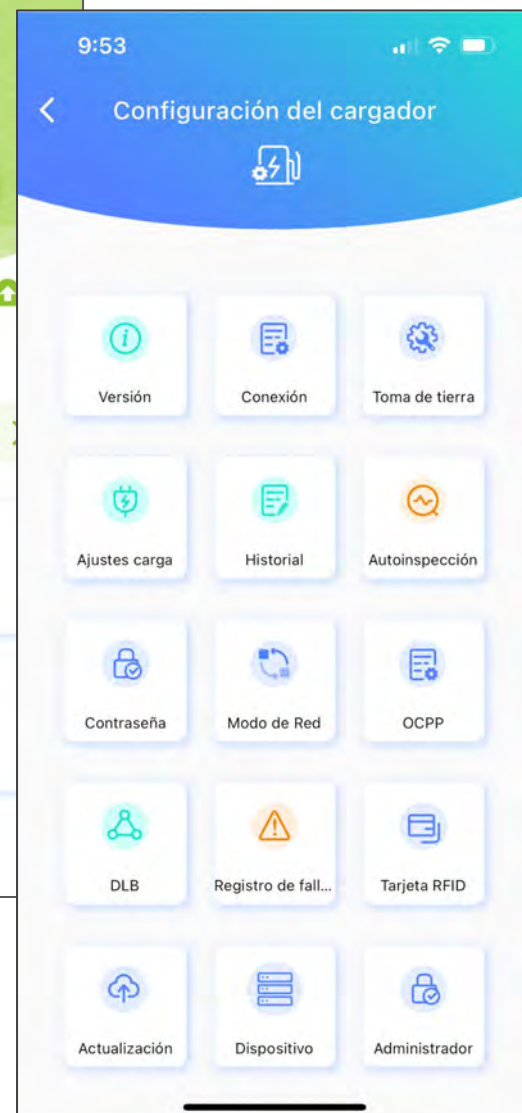 9:53
Configuración del cargador
Versión
Conexión
Toma de tierra
Ajustes carga
Historial
Autoinspección
Contraseña
Modo de Red
OCPP
DLB
Registro de fall...
Tarjeta RFID
Actualización
Dispositivo
Administrador